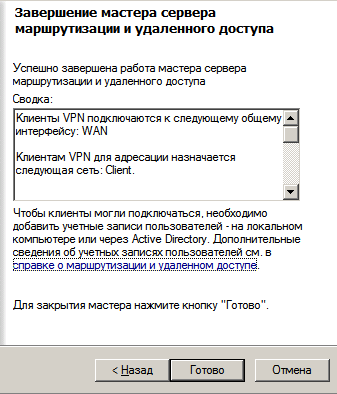 Завершение мастера сервера
маршрутизации и удаленного доступа
Успешно завершена работа мастера сервера
маршрутизации и удаленного доступа
Сводка:
Клиенты VPN подключаются к следующему общему
интерфейсу: WAN
Клиентам VPN для адресации назначается
следующая сеть: Client.
Чтобы клиенты могли подключаться, необходимо
добавить учетные записи пользователей - на локальном
компьютере или через Active Directory. Дополнительные
сведения об учетных записях пользователей см. в
справке о маршрутизации и удаленном доступе.
Для закрытия мастера нажмите кнопку "Готово".
< Назад
Готово
Отмена